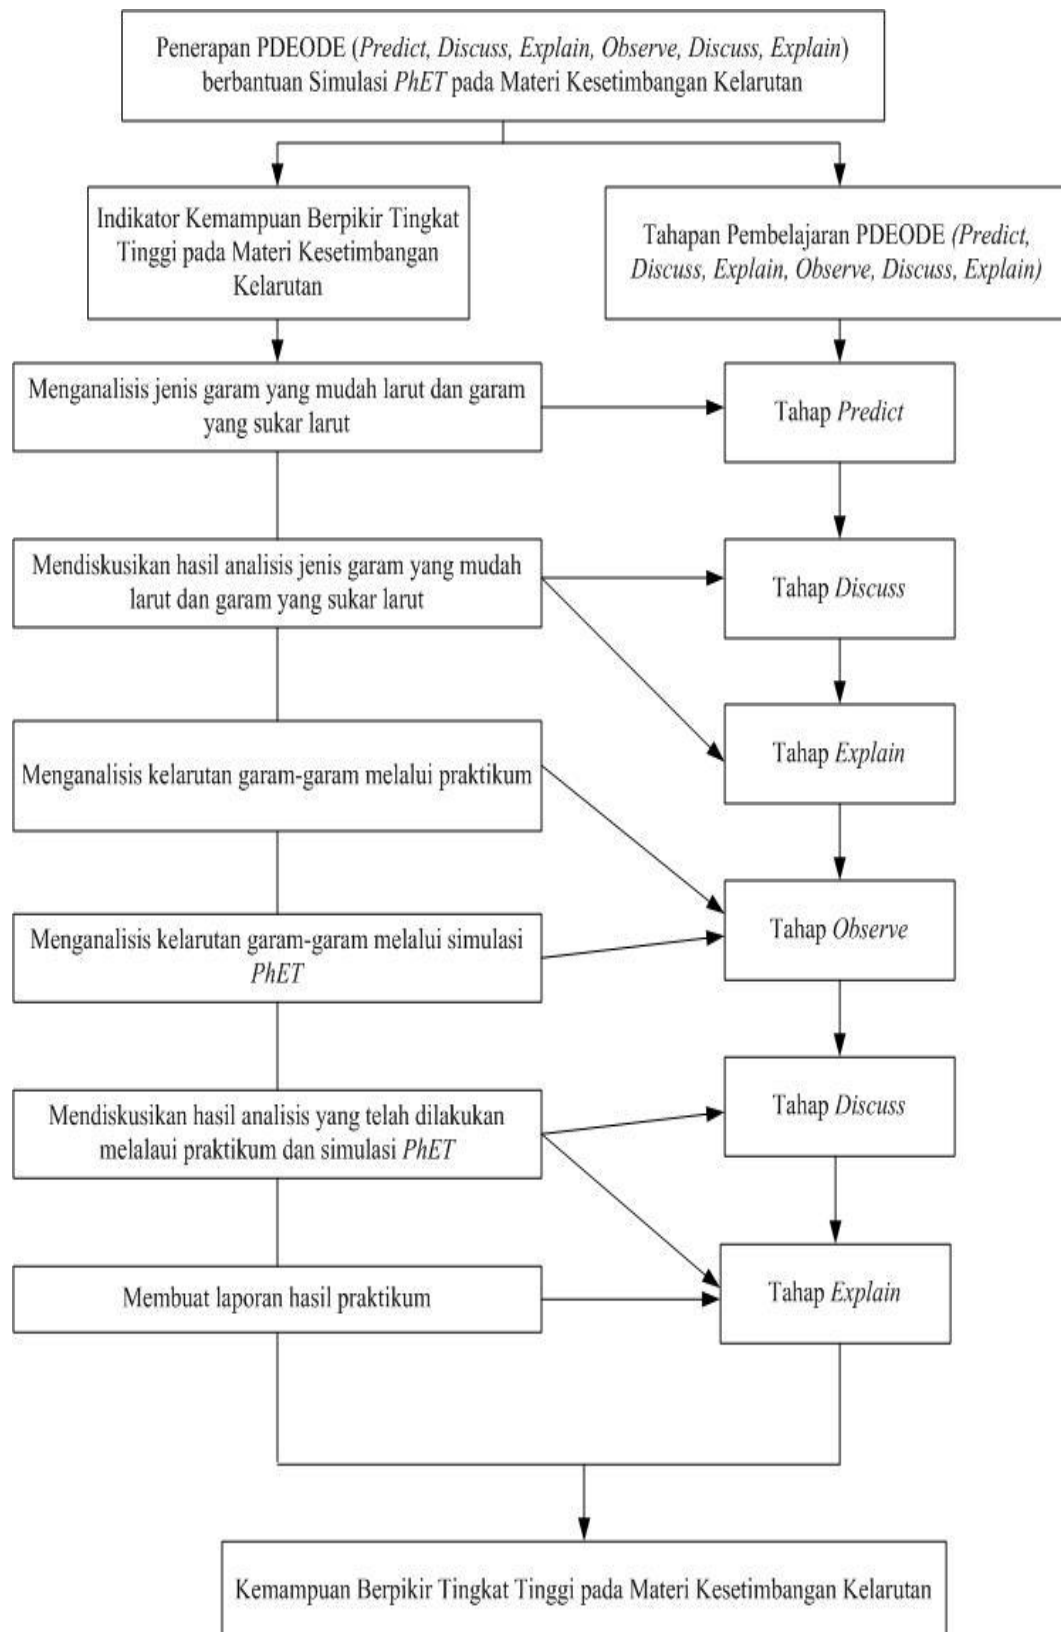 Penerapan PDEODE (Predict, Discuss, Explain, Observe, Discuss, Explain)
berbantuan Simulasi PhET pada Materi Kesetimbangan Kelarutan
Indikator Kemampuan Berpikir Tingkat
Tinggi pada Materi Kesetimbangan
Kelarutan
Tahapan Pembelajaran PDEODE (Predict,
Discuss, Explain, Observe, Discuss, Explain)
Menganalisis jenis garam yang mudah larut dan garam
yang sukar larut
Tahap Predict
Mendiskusikan hasil analisis jenis garam yang mudah
larut dan garam yang sukar larut
Tahap Discuss
Menganalisis kelarutan garam-garam melalui praktikum
Tahap Explain
Menganalisis kelarutan garam-garam melalui simulasi
PhET
Tahap Observe
Mendiskusikan hasil analisis yang telah dilakukan
melalaui praktikum dan simulasi PhET
Tahap Discuss
Membuat laporan hasil praktikum
Tahap Explain
Kemampuan Berpikir Tingkat Tinggi pada Materi Kesetimbangan Kelarutan